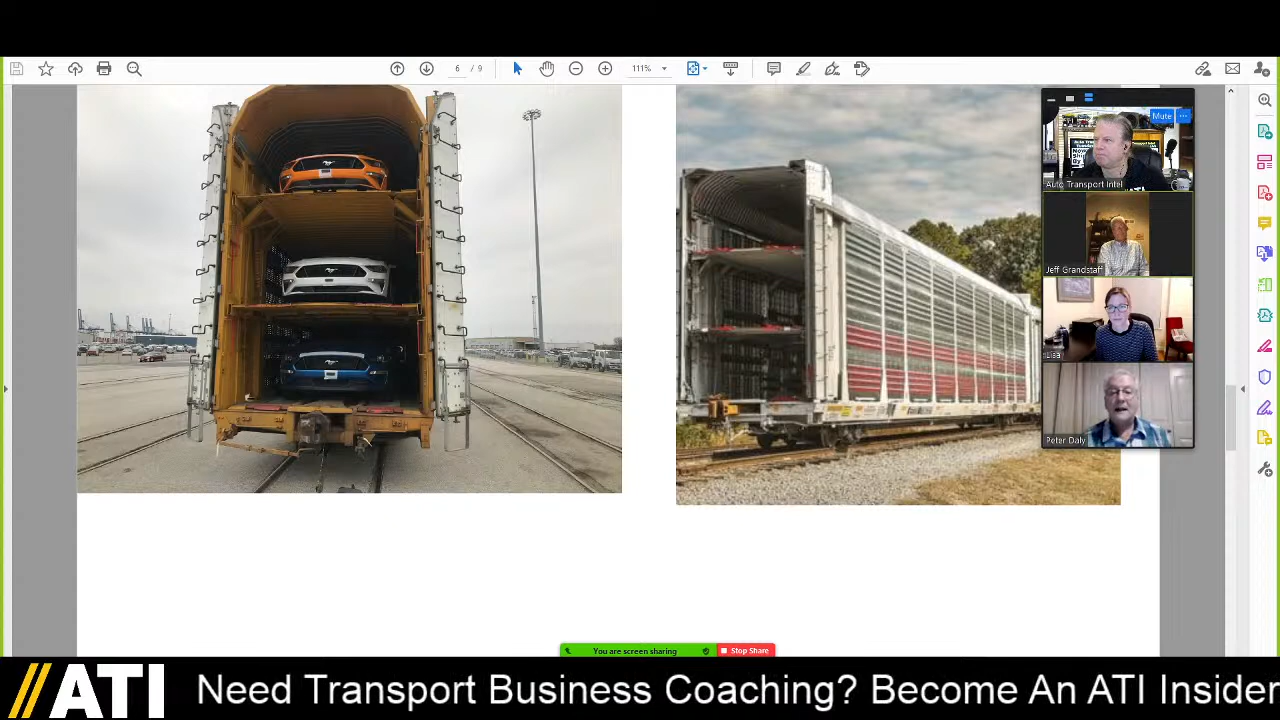 6 / 9
111%
Mute
Auto Transport Intel
Jeff Grandstaff
Lisa
Peter Daly
You are screen sharing
Stop Share
ATI
Need Transport Business Coaching? Become An ATI Insider